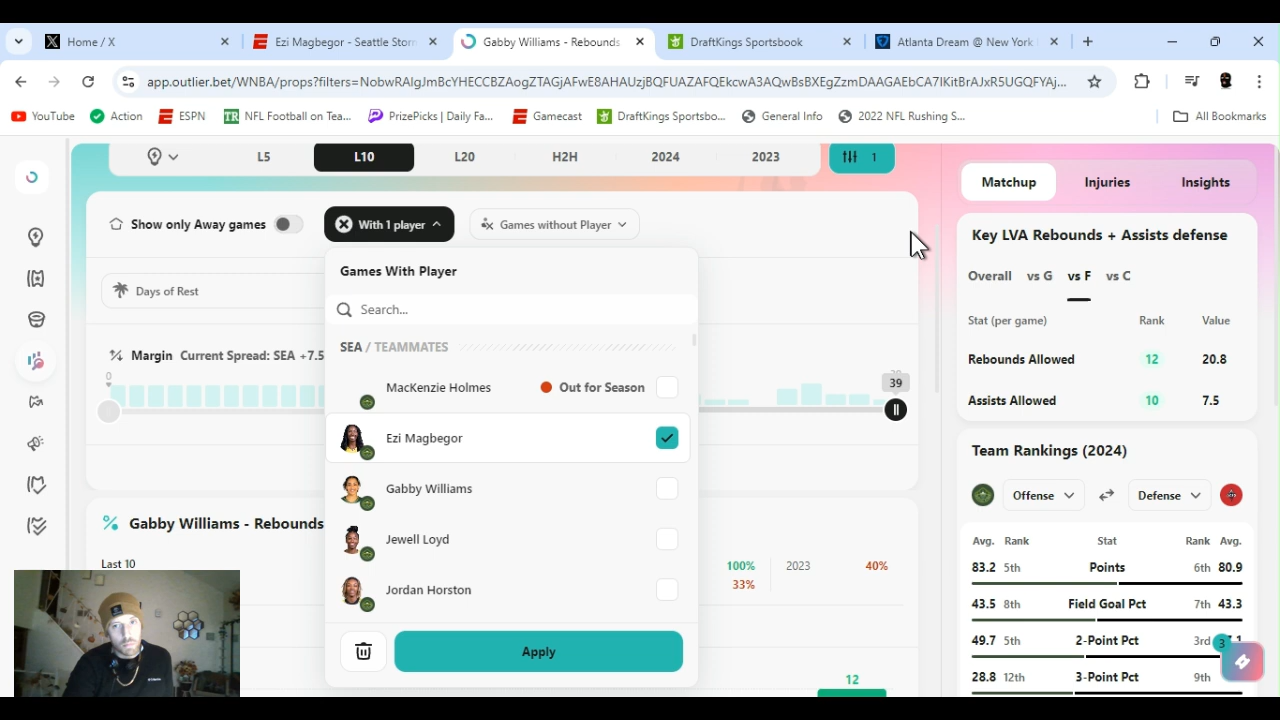 Home / X
Ezi Magbegor - Seattle Storm
Gabby Williams - Rebounds
DraftKings Sportsbook
Atlanta Dream @ New York
app.outlier.bet/WNBA/props?filters=NobwRAlgJmBcYHECCBZAogZTAGjAFwE8AHAUzjBQFUAZAFQEkcwA3AQwBsBXEgZzmDAAGAEbCA7IKitBrAJxR5UGQFYAj...
YouTube
Action
ESPN
NFL Football on Tea...
PrizePicks | Daily Fa...
Gamecast
DraftKings Sportsbo...
General Info
2022 NFL Rushing S...
All Bookmarks
L5
L10
L20
H2H
2024
2023
1
Show only Away games
With 1 player
Games without Player
Days of Rest
Margin Current Spread: SEA +7.5
0
39
Games With Player
Search...
SEA / TEAMMATES
MacKenzie Holmes
Out for Season
Ezi Magbegor
Gabby Williams
Jewell Loyd
Jordan Horston
Apply
Gabby Williams - Rebounds
Last 10
100%
2023
40%
33%
12
Matchup
Injuries
Insights
Key LVA Rebounds + Assists defense
Overall vs G vs F vs C
Stat (per game) Rank Value
Rebounds Allowed 12 20.8
Assists Allowed 10 7.5
Team Rankings (2024)
Offense
Defense
Avg. Rank Stat Rank Avg.
83.2 5th Points 6th 80.9
43.5 8th Field Goal Pct 7th 43.3
49.7 5th 2-Point Pct 3rd
3
28.8 12th 3-Point Pct 9th